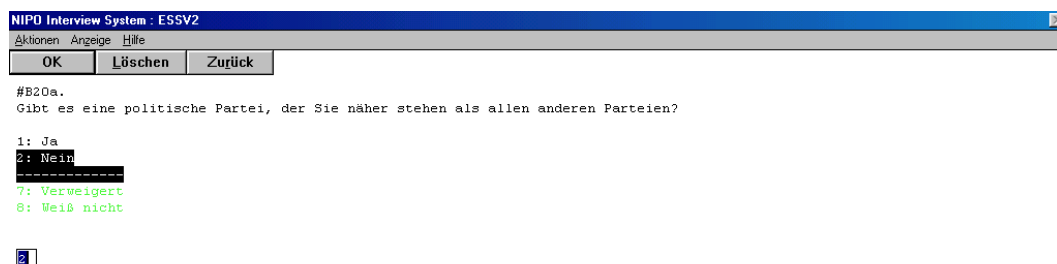 NIPO Interview System : ESSV2
Aktionen Anzeige Hilfe
OK Löschen Zurück
#B20a.
Gibt es eine politische Partei, der Sie näher stehen als allen anderen Parteien?
1: Ja
2: Nein
-------------
7: Verweigert
8: Weiß nicht
2